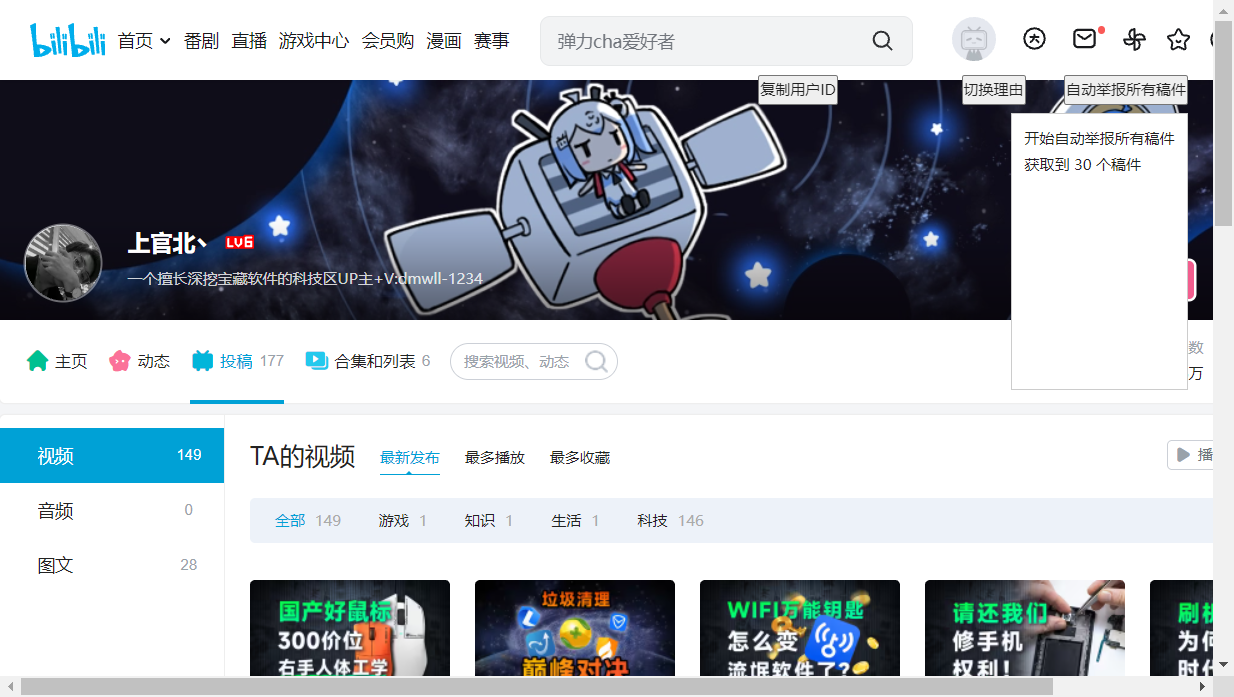 bilibili 首页 番剧 直播 游戏中心 会员购 漫画 赛事 弹力cha爱好者
复制用户ID 切换理由 自动举报所有稿件
开始自动举报所有稿件
获取到 30 个稿件
上官北丶 LV6
一个擅长深挖宝藏软件的科技区UP主+V:dmwll-1234
主页 动态 投稿 177 合集和列表 6 搜索视频、动态 数
万
视频 149
音频 0
图文 28
TA的视频 最新发布 最多播放 最多收藏 播
全部 149 游戏 1 知识 1 生活 1 科技 146
国产好鼠标
300价位
右手人体工学
垃圾清理
巅峰对决
WIFI万能钥匙
怎么变
流氓软件了?
请还我们
修手机
权利!
刷机
为何
时代